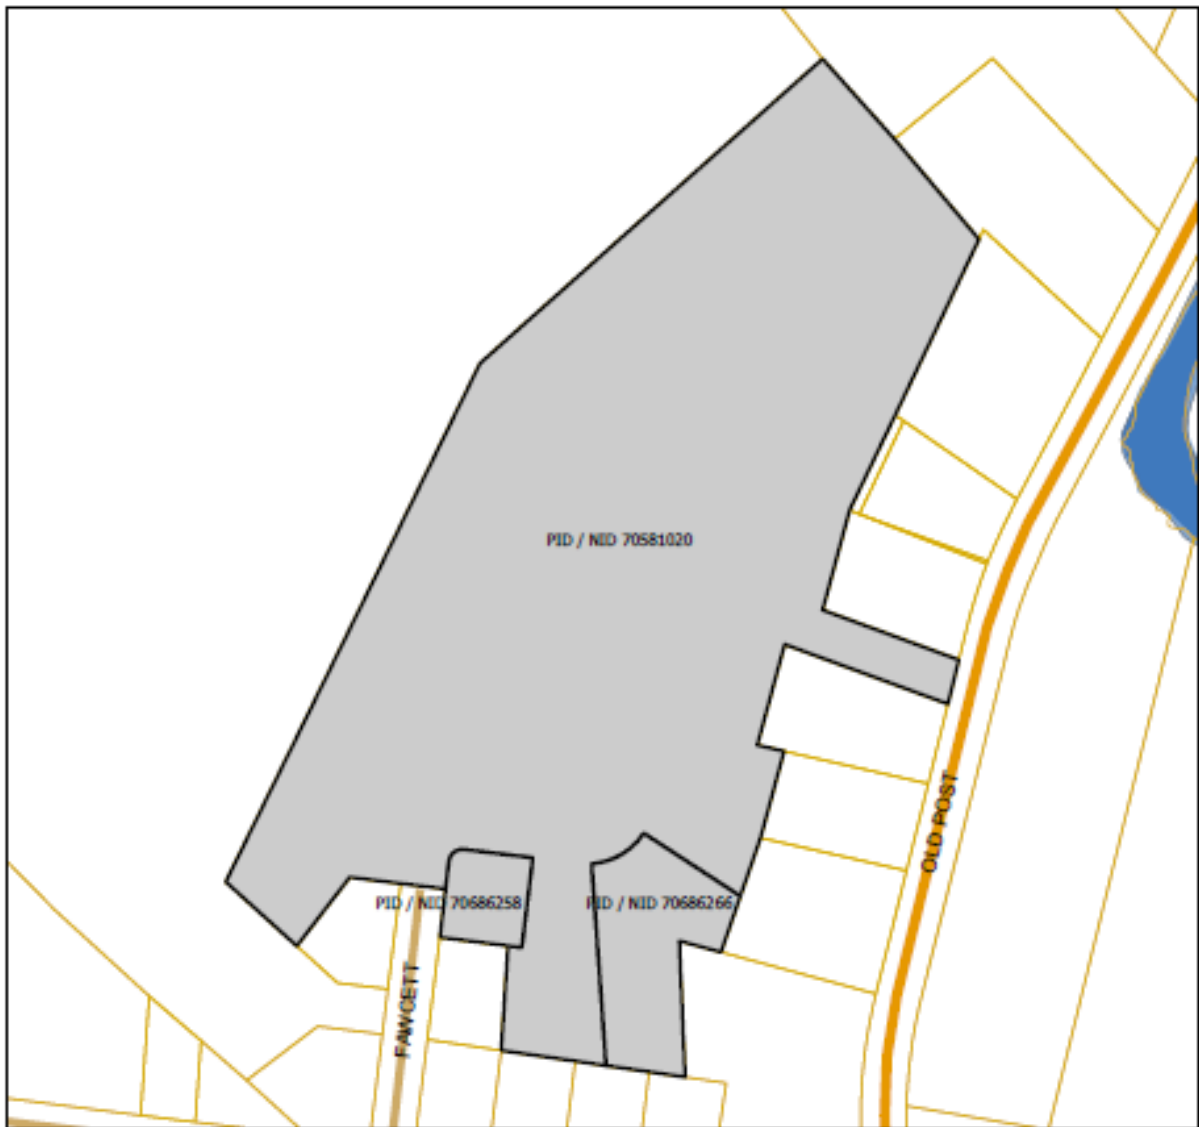 PID / NID 70581020
OLD POST
PID / NID 70686258
PID / NID 70686266
FAWCETT